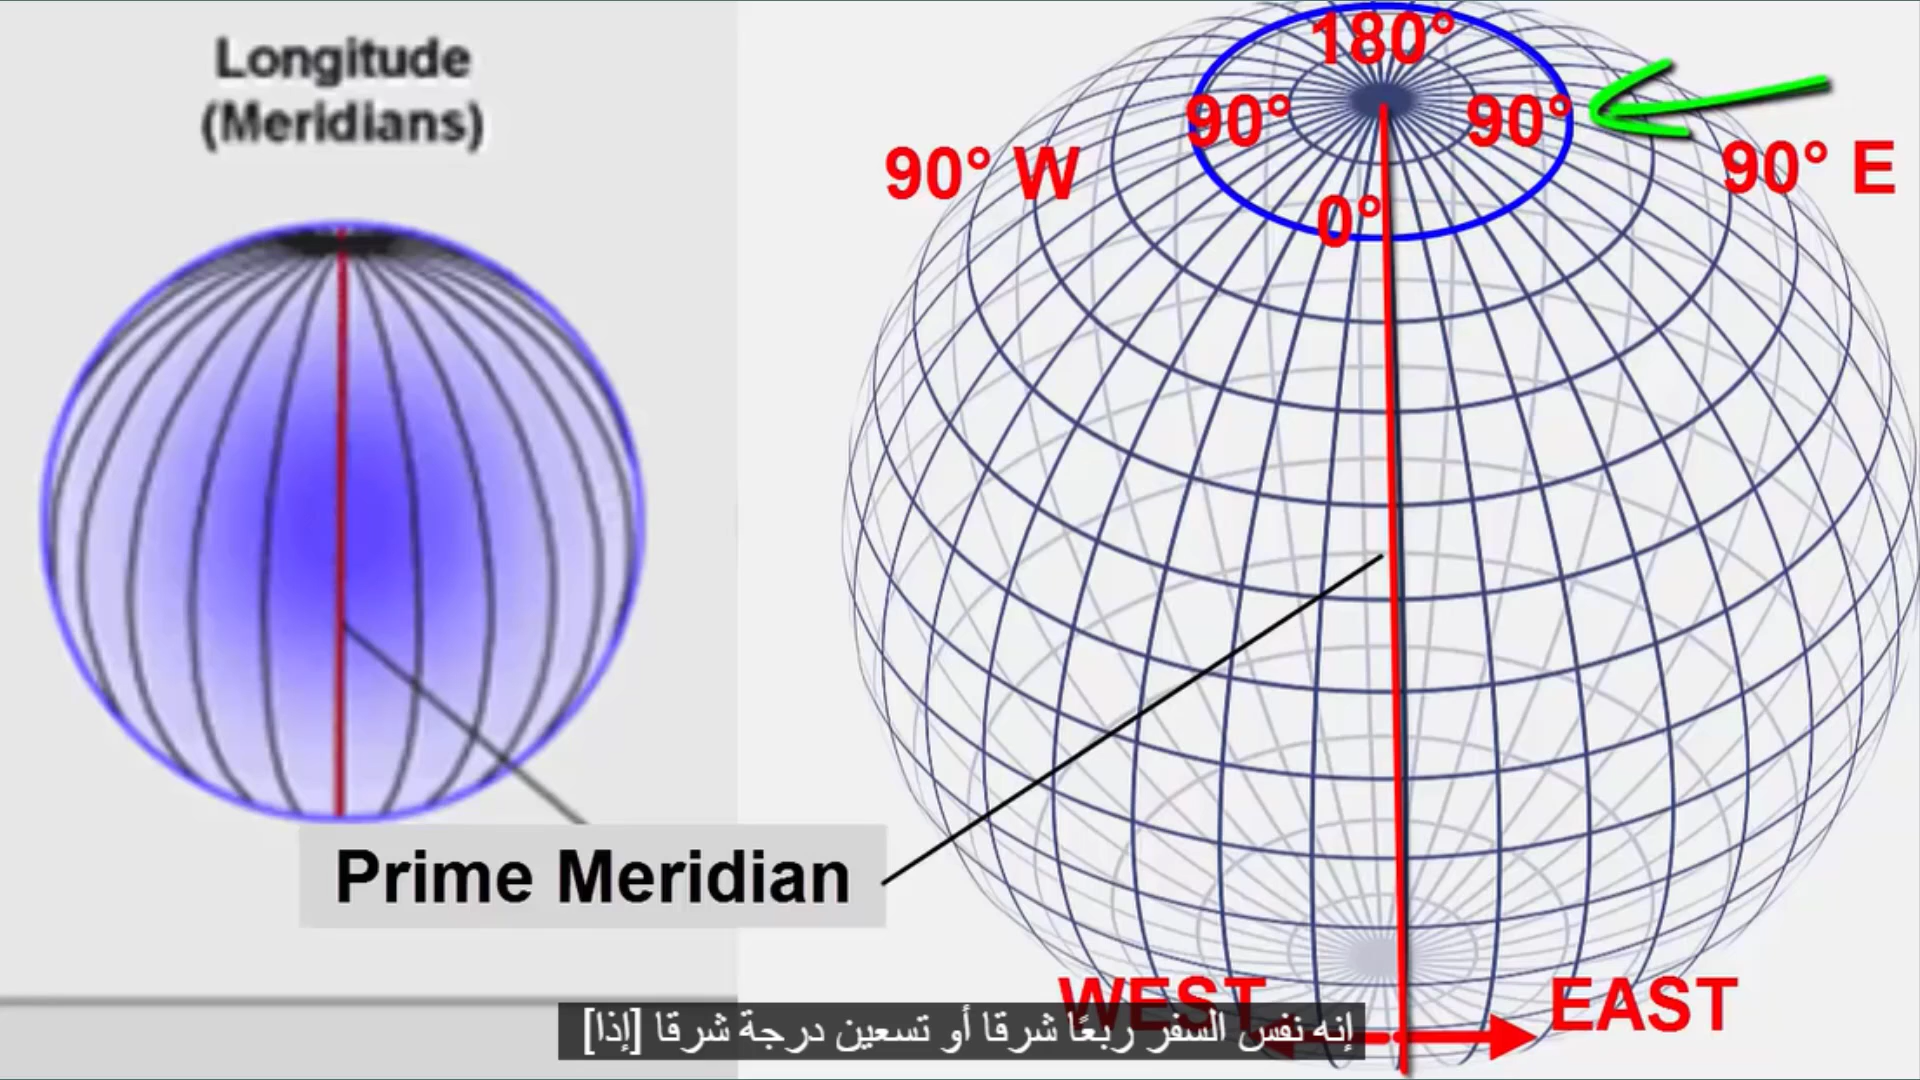 Longitude
(Meridians)
180°
90°
90°
90° W
90° E
0°
Prime Meridian
WEST
EAST
إنه نفس السفر ربعًا شرقا أو تسعين درجة شرقا [إذا]